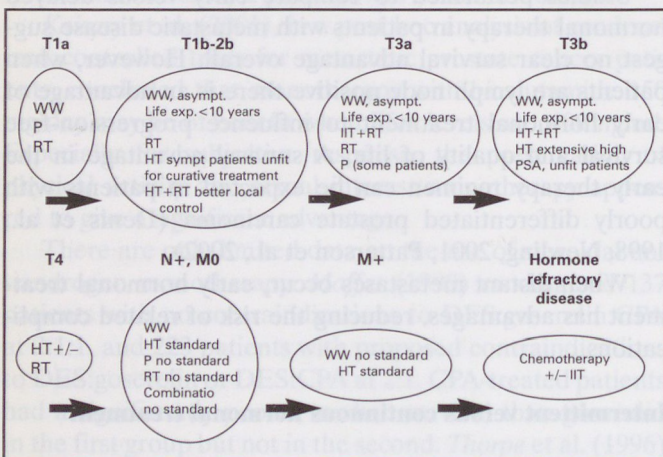 T1a
WW
P
RT
T1b-2b
WW, asympt.
Life exp.<10 years
P
RT
HT sympt patients unfit
for curative treatment
HT+RT better local
control
T3a
WW, asympt.
Life exp.<10 years
IIT+RT
RT
P (some patients)
T3b
WW, asympt.
Life exp.<10 years
HT+RT
HT extensive high
PSA, unfit patients
T4
HT+/-
RT
N+, M0
WW
HT standard
P no standard
RT no standard
Combinatio
no standard
M+
WW no standard
HT standard
Hormone
refractory
disease
Chemotherapy
+/-IIT